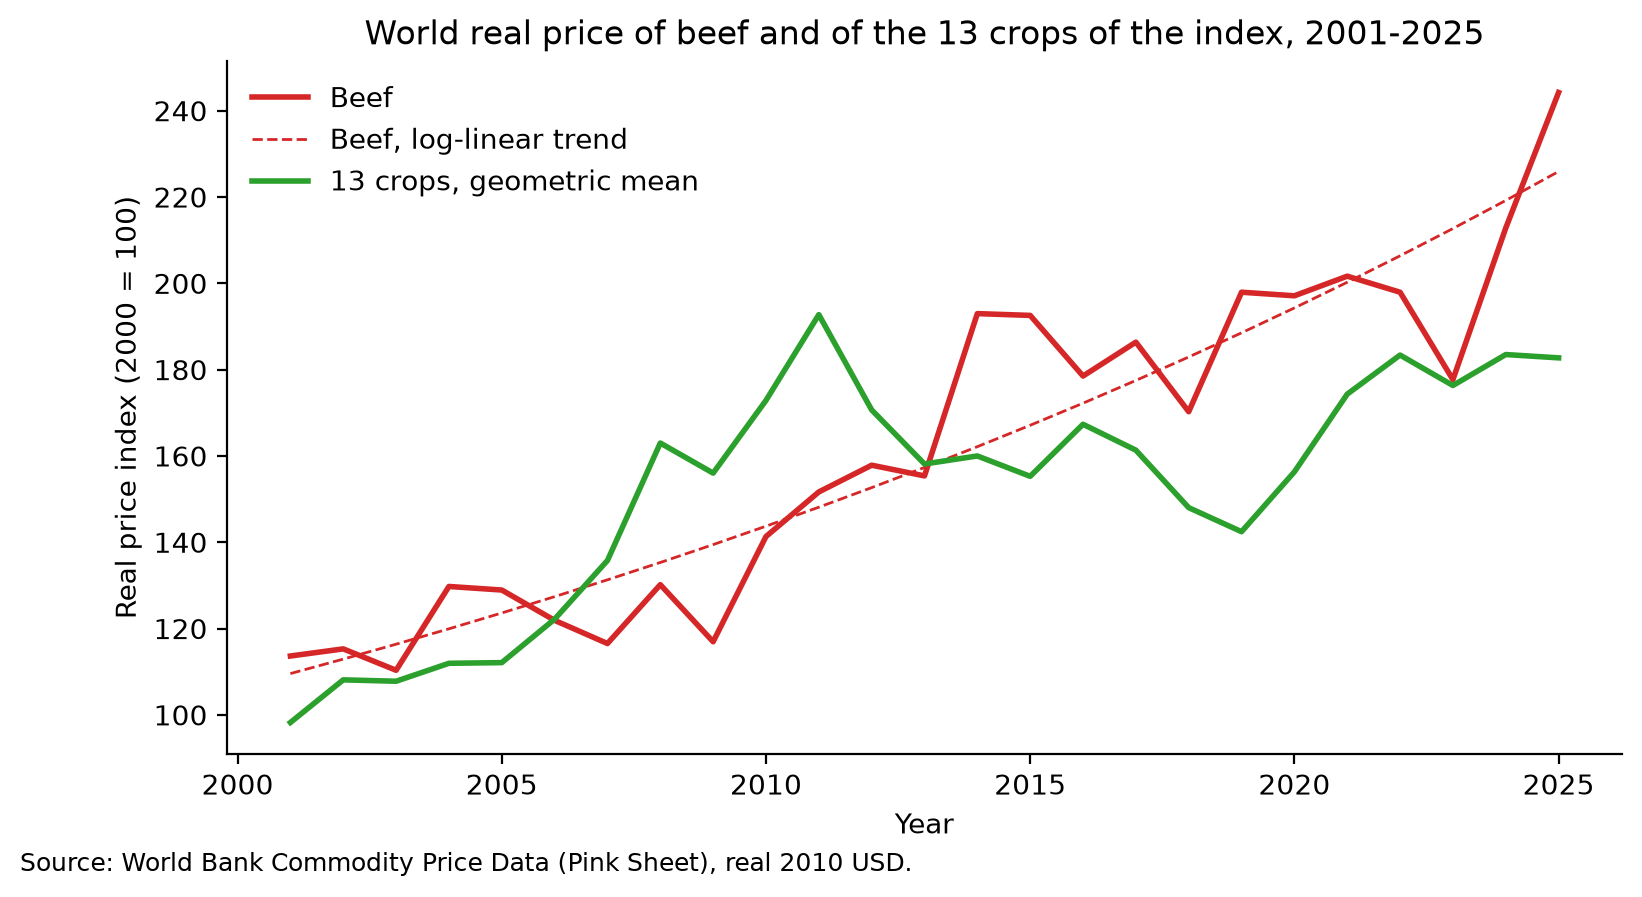 World real price of beef and of the 13 crops of the index, 2001-2025
Beef
Beef, log-linear trend
13 crops, geometric mean
Real price index (2000 = 100)
240
220
200
180
160
140
120
100
2000 2005 2010 2015 2020 2025
Year
Source: World Bank Commodity Price Data (Pink Sheet), real 2010 USD.